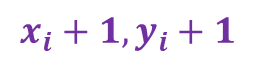 xᵢ + 1, yᵢ + 1